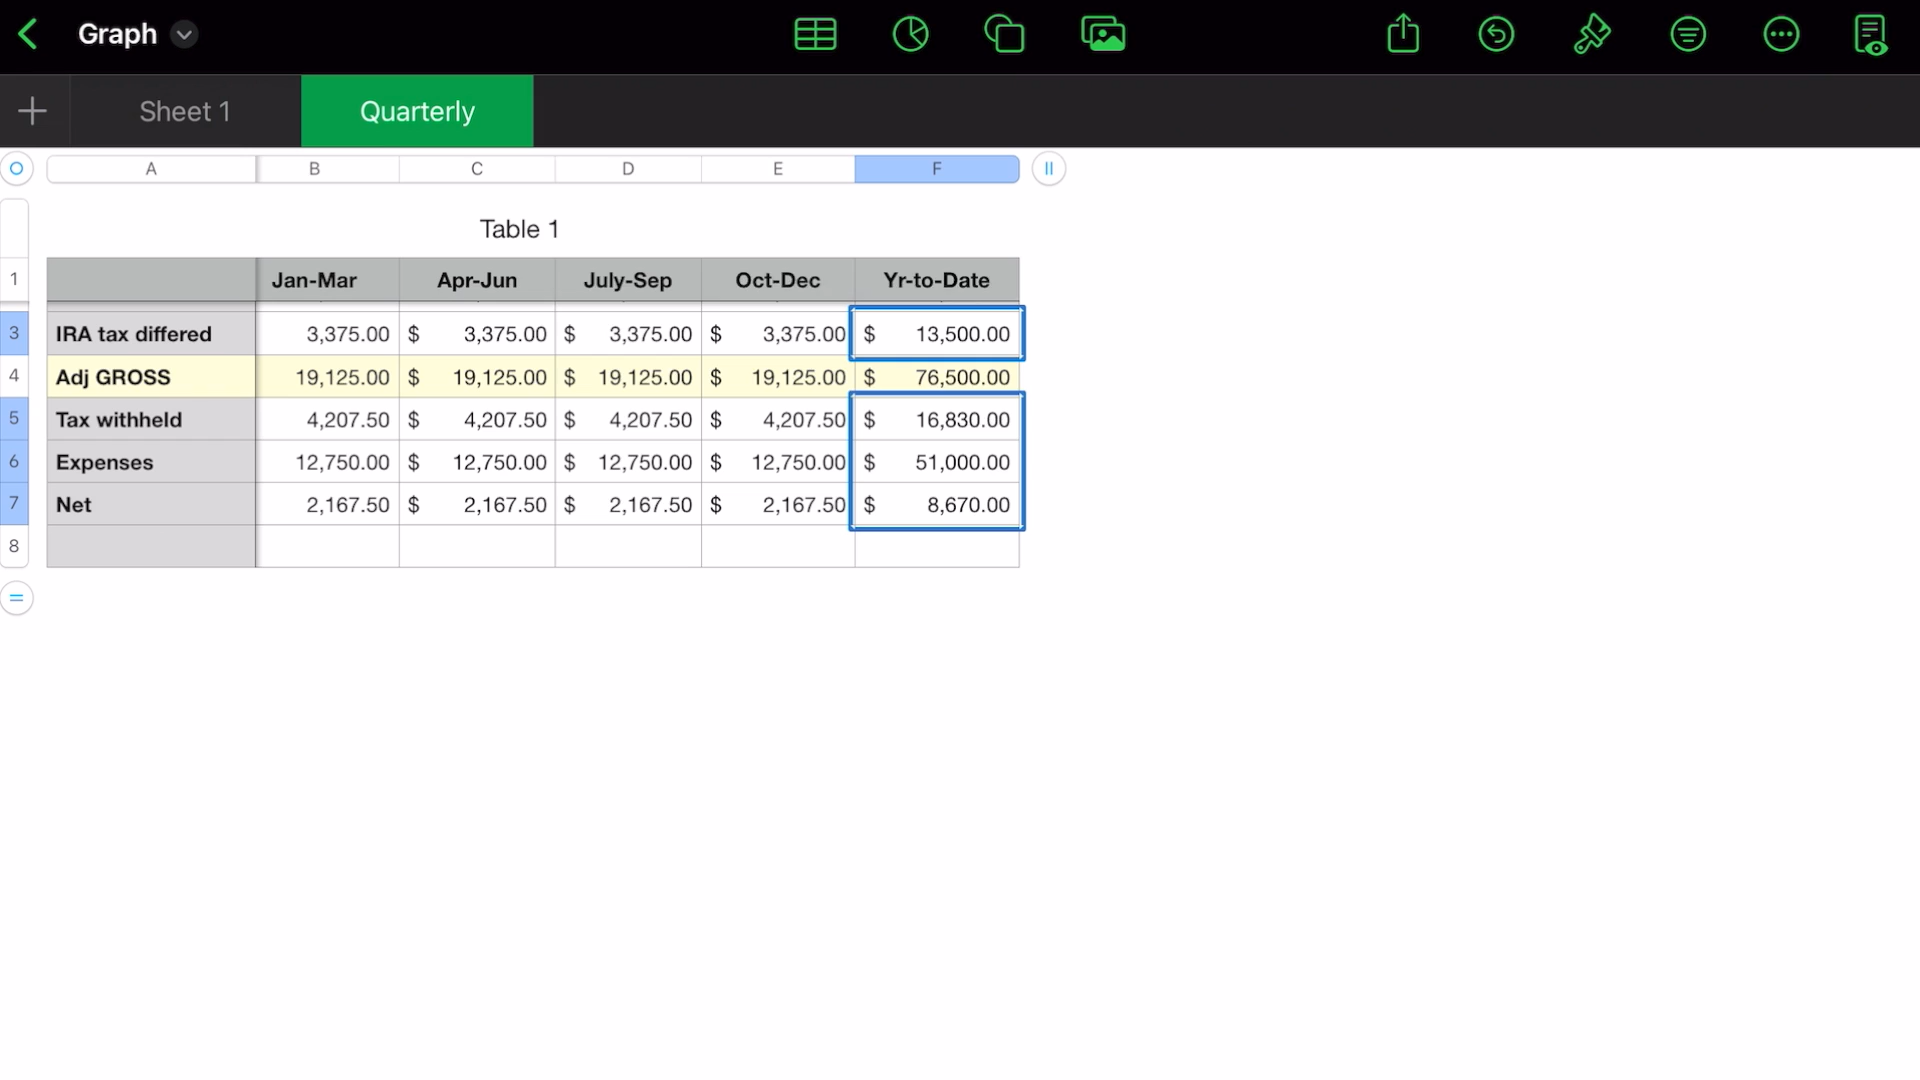 Graph
Sheet 1 Quarterly
A B C D E F
Table 1
1 Jan-Mar Apr-Jun July-Sep Oct-Dec Yr-to-Date
3 IRA tax differed 3,375.00 $ 3,375.00 $ 3,375.00 $ 3,375.00 $ 13,500.00
4 Adj GROSS 19,125.00 $ 19,125.00 $ 19,125.00 $ 19,125.00 $ 76,500.00
5 Tax withheld 4,207.50 $ 4,207.50 $ 4,207.50 $ 4,207.50 $ 16,830.00
6 Expenses 12,750.00 $ 12,750.00 $ 12,750.00 $ 12,750.00 $ 51,000.00
7 Net 2,167.50 $ 2,167.50 $ 2,167.50 $ 2,167.50 $ 8,670.00
8